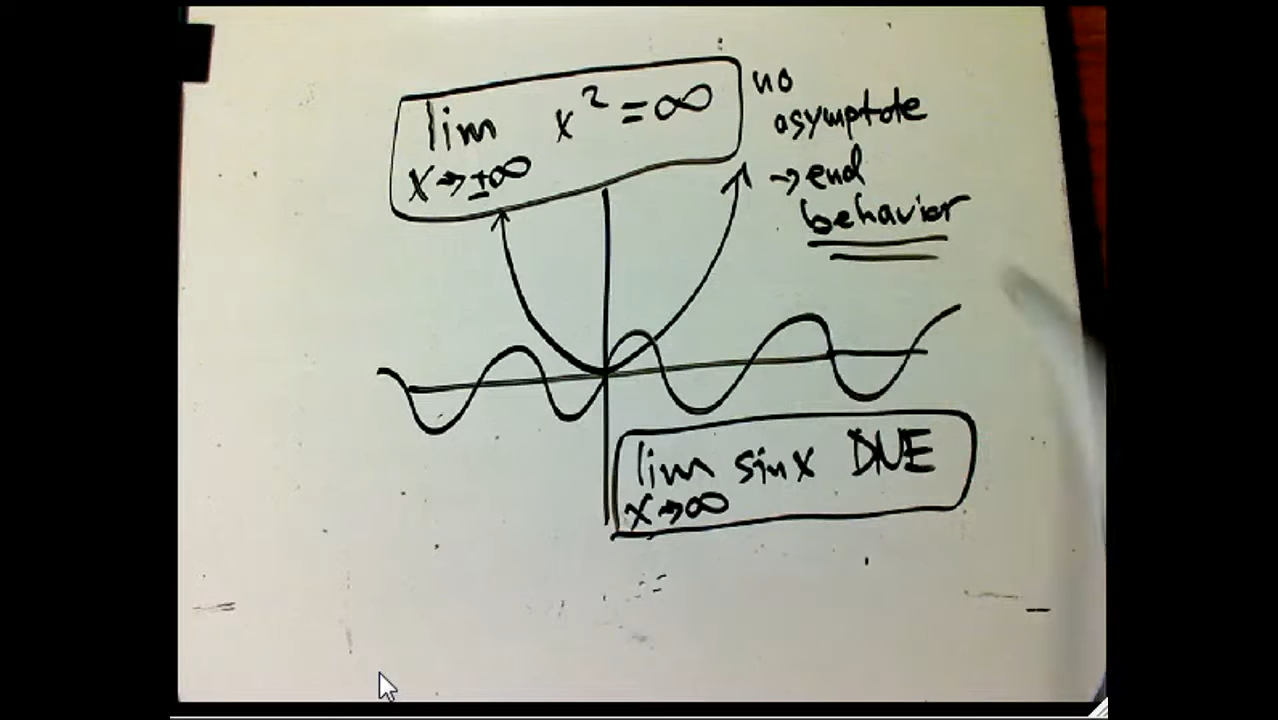 lim x² = ∞
x→±∞
no
asymptote
→ end
behavior
lim sin x DNE
x→∞